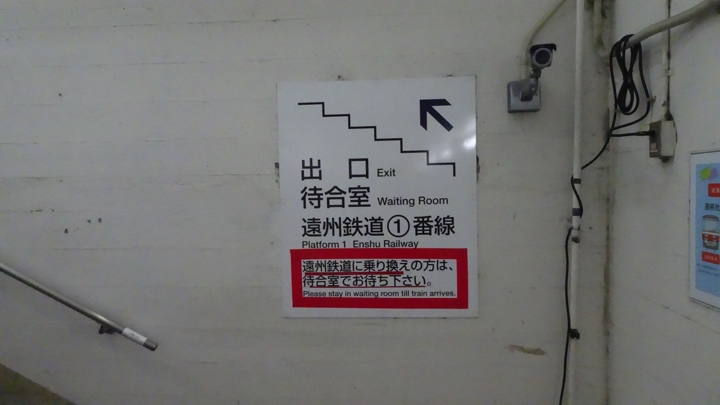 出 口 Exit
待合室 Waiting Room
遠州鉄道①番線
Platform 1 Enshu Railway
遠州鉄道に乗り換えの方は、
待合室でお待ち下さい。
Please stay in waiting room till train arrives.